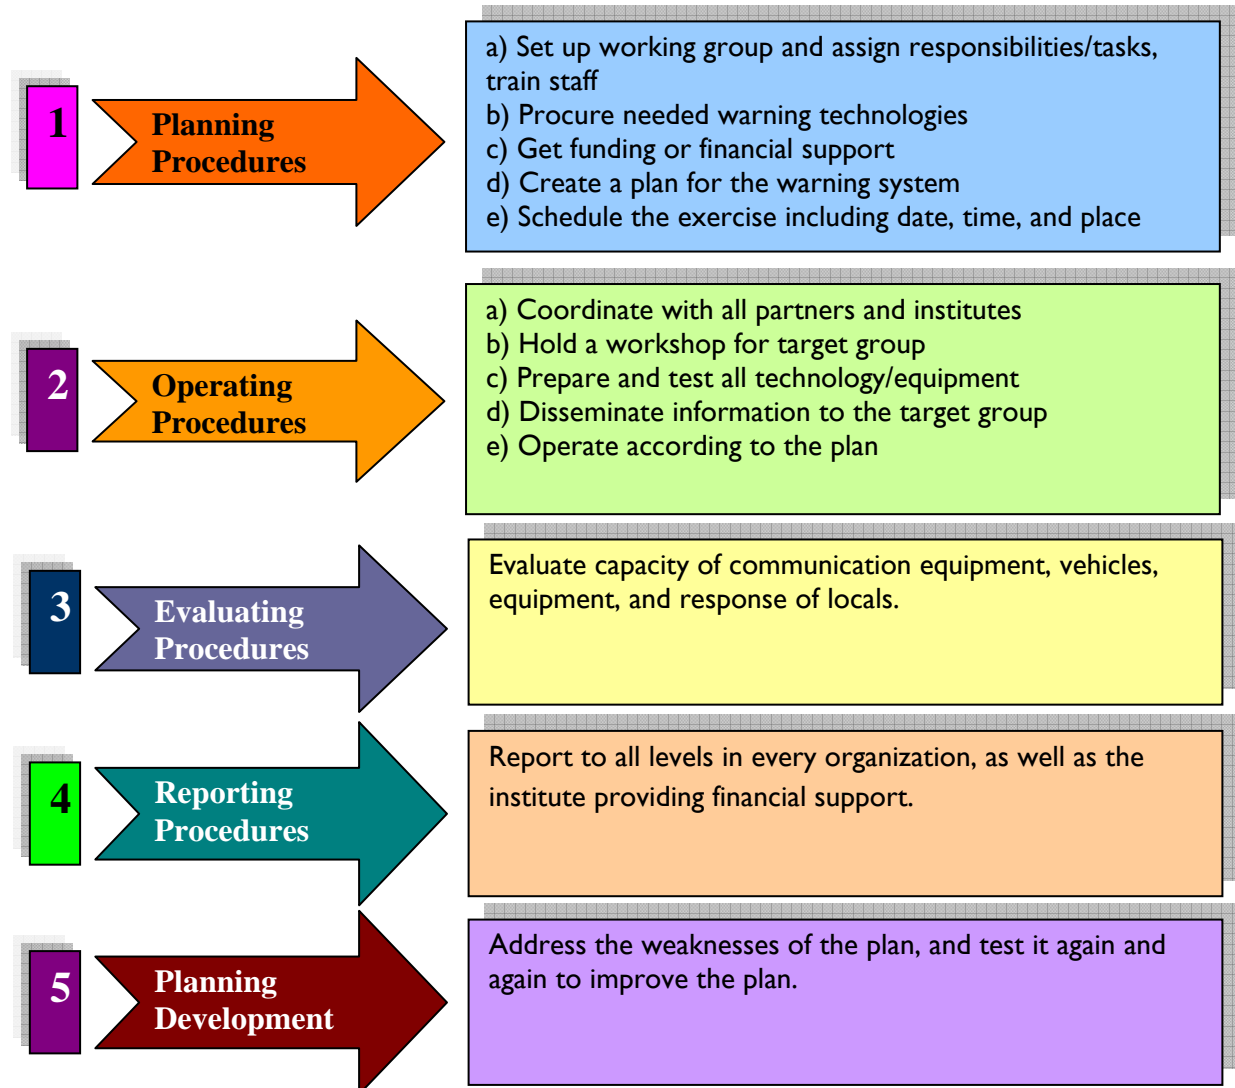 1
Planning
Procedures
a) Set up working group and assign responsibilities/tasks,
train staff
b) Procure needed warning technologies
c) Get funding or financial support
d) Create a plan for the warning system
e) Schedule the exercise including date, time, and place
2
Operating
Procedures
a) Coordinate with all partners and institutes
b) Hold a workshop for target group
c) Prepare and test all technology/equipment
d) Disseminate information to the target group
e) Operate according to the plan
3
Evaluating
Procedures
Evaluate capacity of communication equipment, vehicles,
equipment, and response of locals.
4
Reporting
Procedures
Report to all levels in every organization, as well as the
institute providing financial support.
5
Planning
Development
Address the weaknesses of the plan, and test it again and
again to improve the plan.